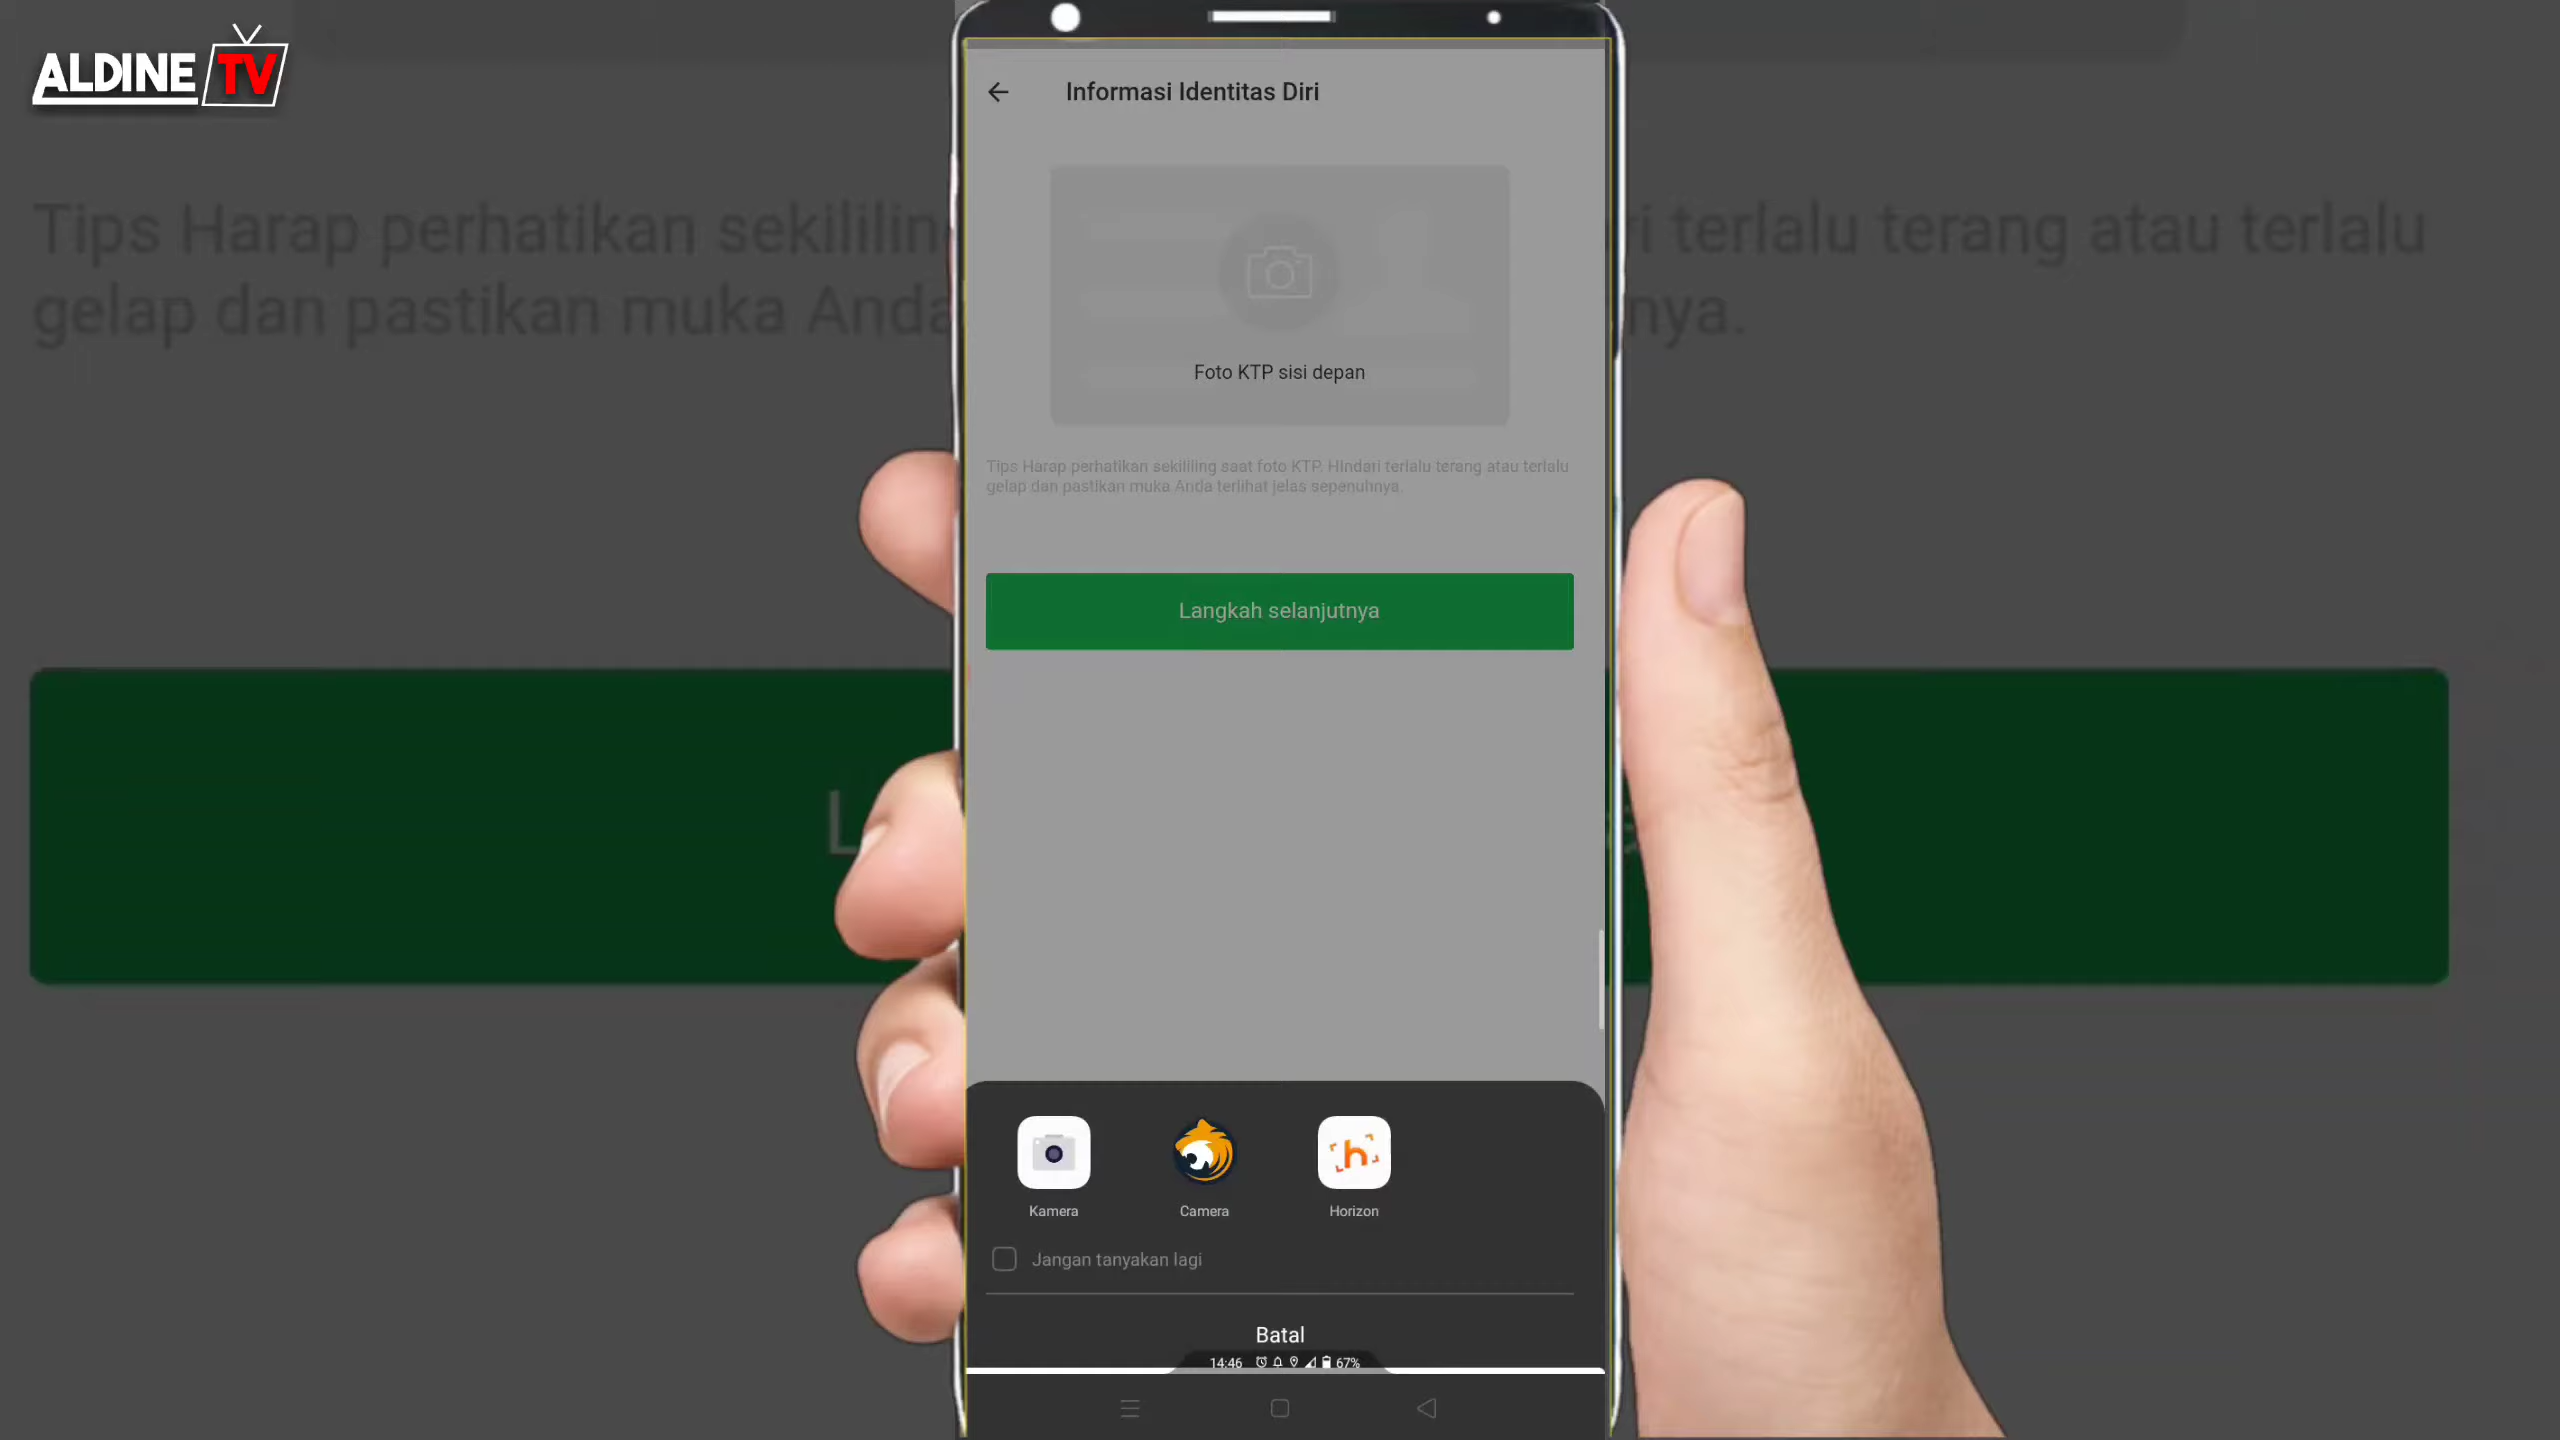 ALDINE TV
Informasi Identitas Diri
Foto KTP sisi depan
Tips Harap perhatikan sekililing saat foto KTP. Hindari terlalu terang atau terlalu
gelap dan pastikan muka Anda terlihat jelas sepenuhnya.
Langkah selanjutnya
h
Kamera
Camera
Horizon
Jangan tanyakan lagi
Batal
14:46 67%
Tips Harap perhatikan sekililin
ri terlalu terang atau terlalu
gelap dan pastikan muka Anda
nya.
L